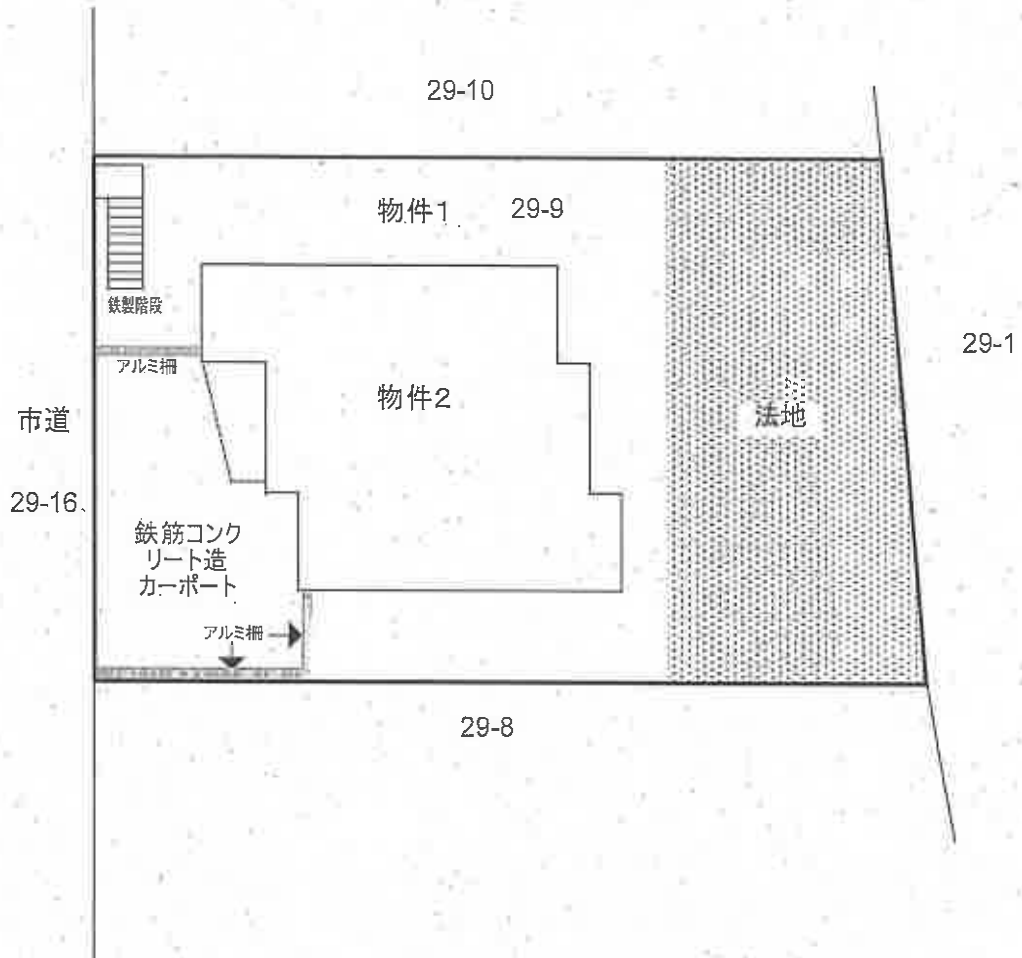 29-10
物件1 29-9
鉄製階段
アルミ柵
29-1
物件2
法地
市道
29-16
鉄筋コンク
リート造
カーポート
アルミ柵
29-8